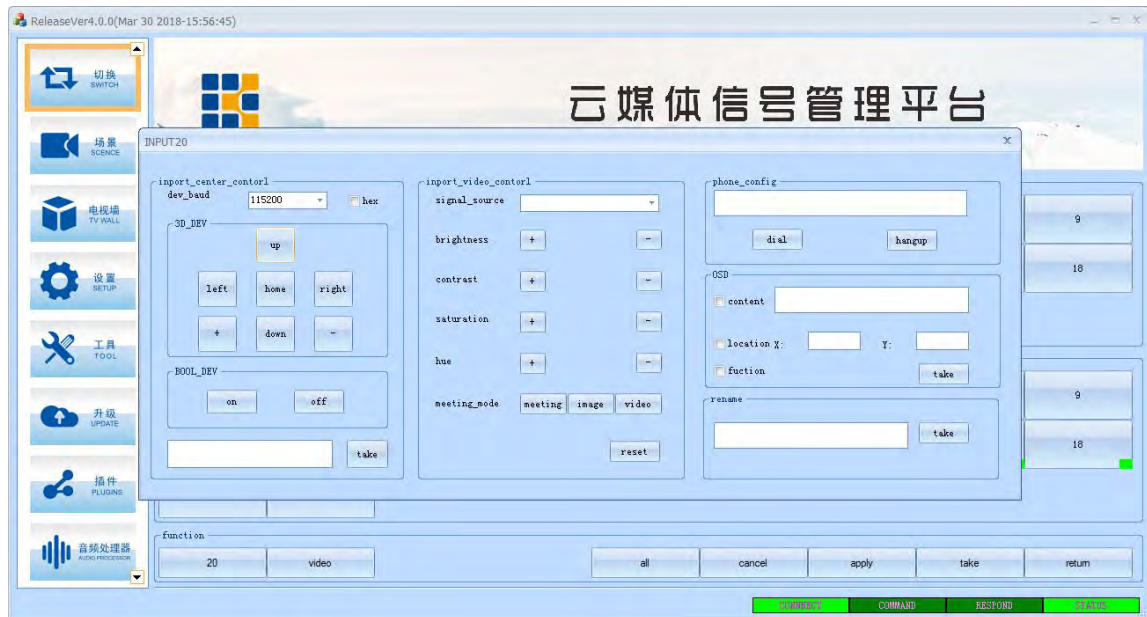 ReleaseVer4.0.0(Mar 30 2018-15:56:45)
切换
SWITCH
场景
SCENCE
电视墙
TV WALL
设置
SETUP
工具
TOOL
升级
UPDATE
插件
PLUGINS
音频处理器
AUDIO PROCESSOR
云媒体信号管理平台
INPUT20
x
inport_center_contorl
dev_baud
115200
hex
3D_DEV
up
left
home
right
+
down
-
BOOL_DEV
on
off
take
inport_video_contorl
signal_source
brightness
+
-
contrast
+
-
saturation
+
-
hue
+
-
meeting_mode
meeting
image
video
reset
phone_config
dial
hangup
OSD
content
location X:
Y:
fuction
take
rename
take
9
18
9
18
function
20
video
all
cancel
apply
take
return
CONNECT
COMMAND
RESPOND
STATUS